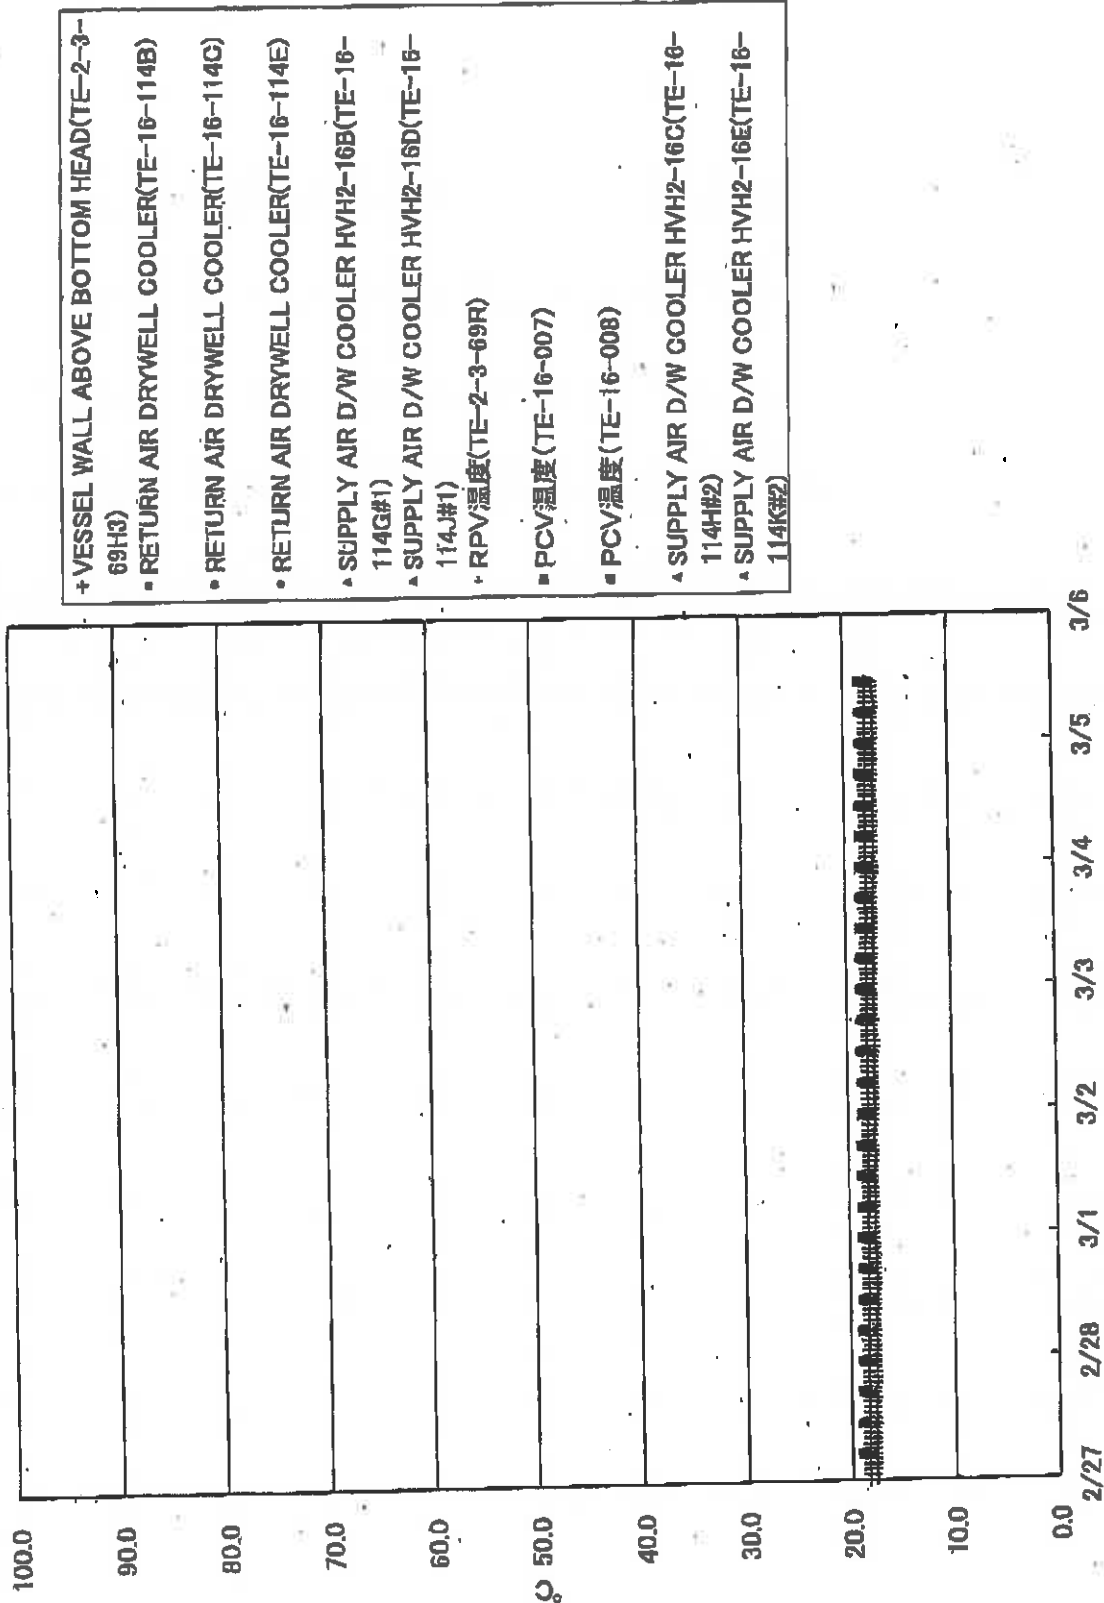 100.0
90.0
80.0
70.0
60.0
℃ 50.0
40.0
30.0
20.0
10.0
0.0
2/27 2/28 3/1 3/2 3/3 3/4 3/5 3/6
+VESSEL WALL ABOVE BOTTOM HEAD(TE-2-3-
69H3)
▪ RETURN AIR DRYWELL COOLER(TE-16-114B)
• RETURN AIR DRYWELL COOLER(TE-16-114C)
• RETURN AIR DRYWELL COOLER(TE-16-114E)
▲ SUPPLY AIR D/W COOLER HVH2-16B(TE-16-
114G#1)
▲ SUPPLY AIR D/W COOLER HVH2-16D(TE-16-
114J#1)
+ RPV温度(TE-2-3-69R)
■ PCV温度(TE-16-007)
■ PCV温度(TE-16-008)
▲ SUPPLY AIR D/W COOLER HVH2-16C(TE-16-
114H#2)
▲ SUPPLY AIR D/W COOLER HVH2-16E(TE-16-
114K#2)